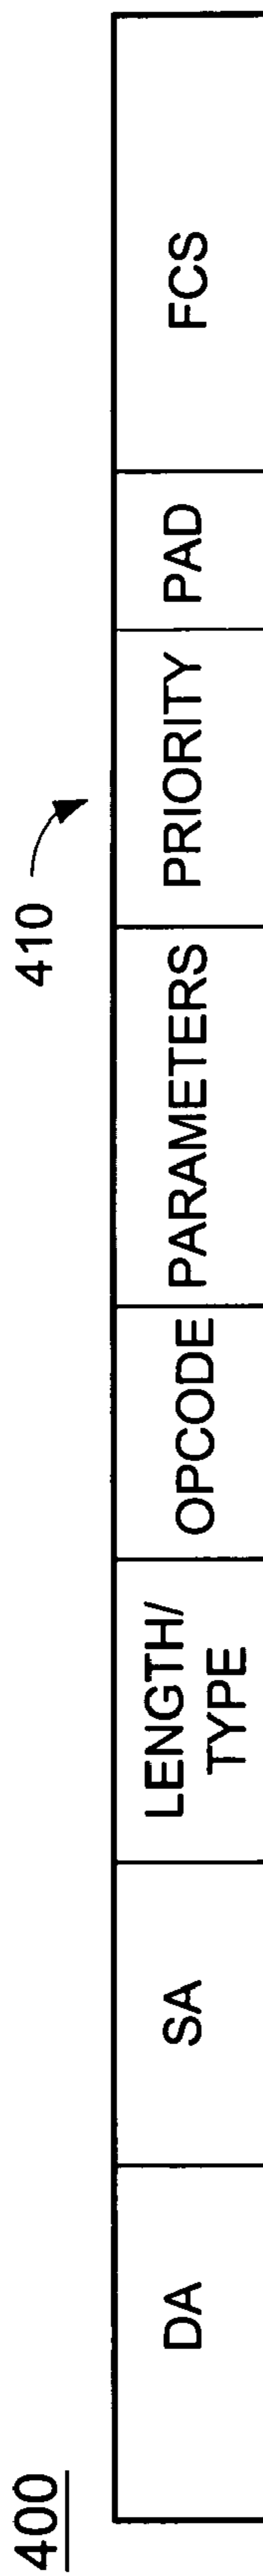 400
410
DA
SA
LENGTH/
TYPE
OPCODE
PARAMETERS
PRIORITY
PAD
FCS